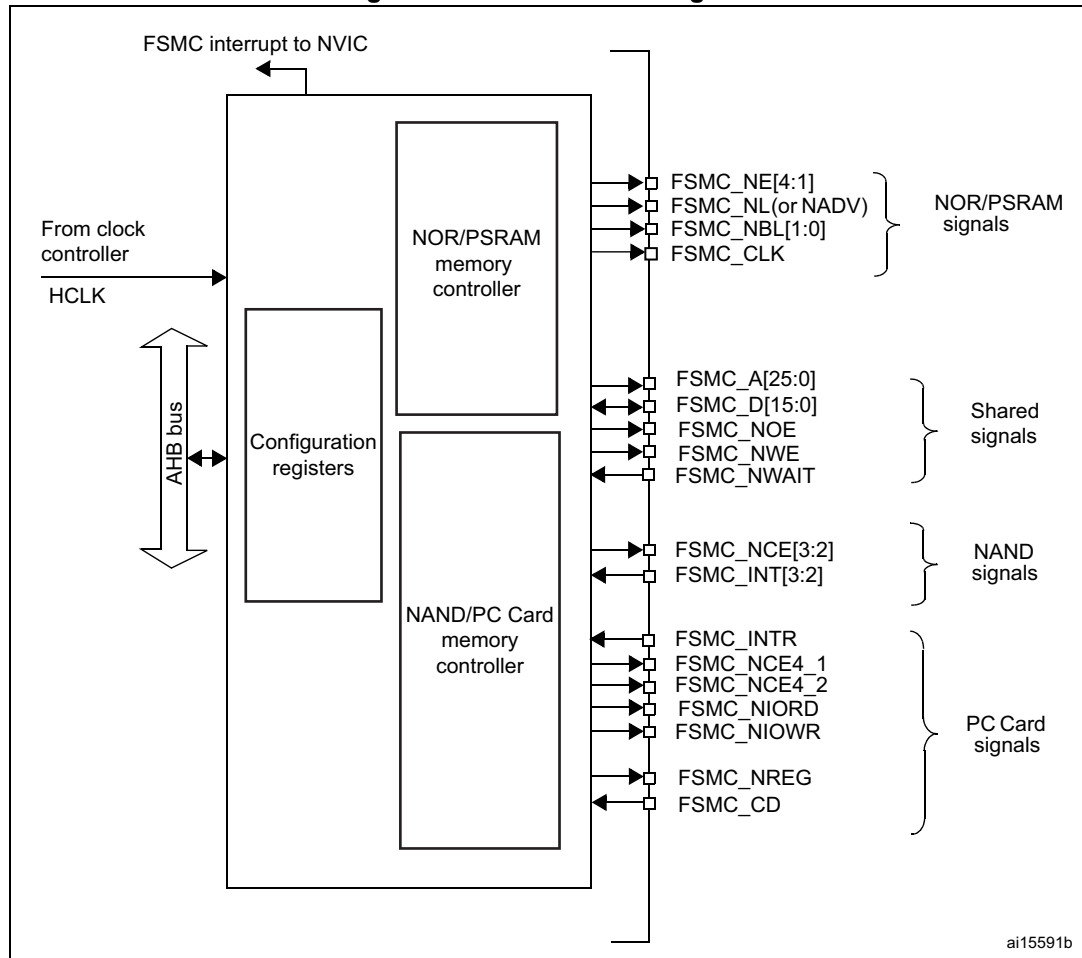 FSMC interrupt to NVIC
From clock
controller
HCLK
AHB bus
Configuration
registers
NOR/PSRAM
memory
controller
NAND/PC Card
memory
controller
FSMC_NE[4:1]
FSMC_NL(or NADV)
FSMC_NBL[1:0]
FSMC_CLK
NOR/PSRAM
signals
FSMC_A[25:0]
FSMC_D[15:0]
FSMC_NOE
FSMC_NWE
FSMC_NWAIT
Shared
signals
FSMC_NCE[3:2]
FSMC_INT[3:2]
NAND
signals
FSMC_INTR
FSMC_NCE4_1
FSMC_NCE4_2
FSMC_NIORD
FSMC_NIOWR
FSMC_NREG
FSMC_CD
PC Card
signals
ai15591b